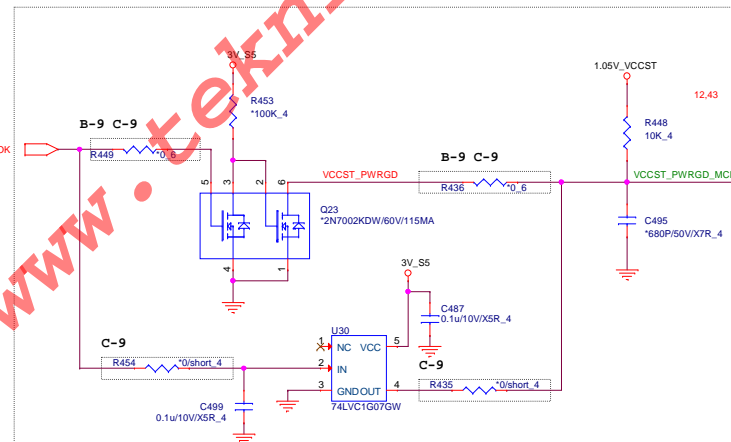 3V_S5
1.05V_VCCST
R453
*100K_4
12,43
B-9 C-9
R448
10K_4
OK
R449
*0_6
B-9 C-9
5
3
2
6
VCCST_PWRGD
R436
*0_6
VCCST_PWRGD_MC
Q23
*2N7002KDW/60V/115MA
C495
*680P/50V/X7R_4
4
1
3V_S5
C487
0.1u/10V/X5R_4
U30
C-9
1
NC VCC
5
C-9
R454
*0/short_4
2
IN
3
GND OUT
4
R435
*0/short_4
C499
0.1u/10V/X5R_4
74LVC1G07GW
www.tekn